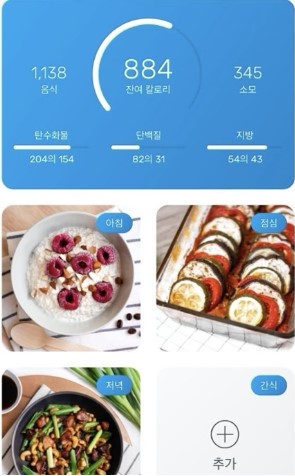 1,138
884
345
음식
잔여 칼로리
소모
탄수화물
단백질
지방
204의 154
82의 31
54의 43
아침
점심
저녁
간식
추가